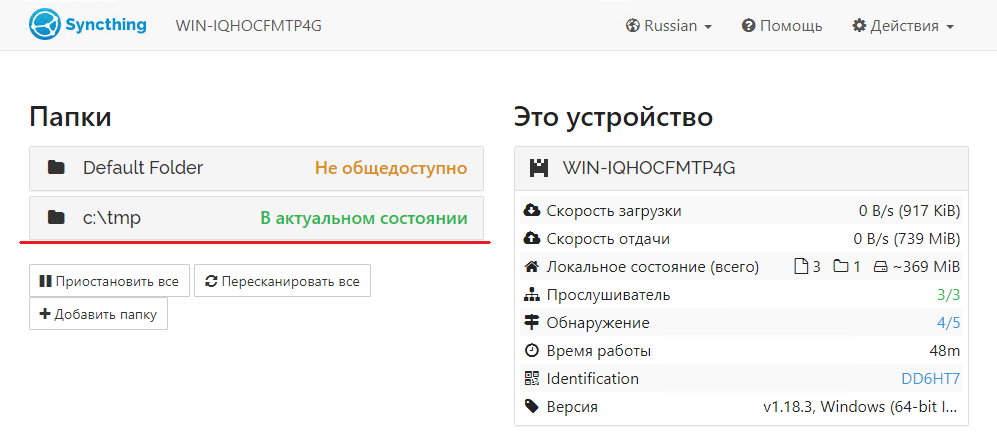 Syncthing WIN-IQHOCFMTP4G Russian Помощь Действия
Папки
Default Folder Не общедоступно
c:\tmp В актуальном состоянии
Приостановить все Пересканировать все
Добавить папку
Это устройство
WIN-IQHOCFMTP4G
Скорость загрузки 0 B/s (917 KiB)
Скорость отдачи 0 B/s (739 MiB)
Локальное состояние (всего) 3 1 ~369 MiB
Прослушиватель 3/3
Обнаружение 4/5
Время работы 48m
Identification DD6HT7
Версия v1.18.3, Windows (64-bit I...